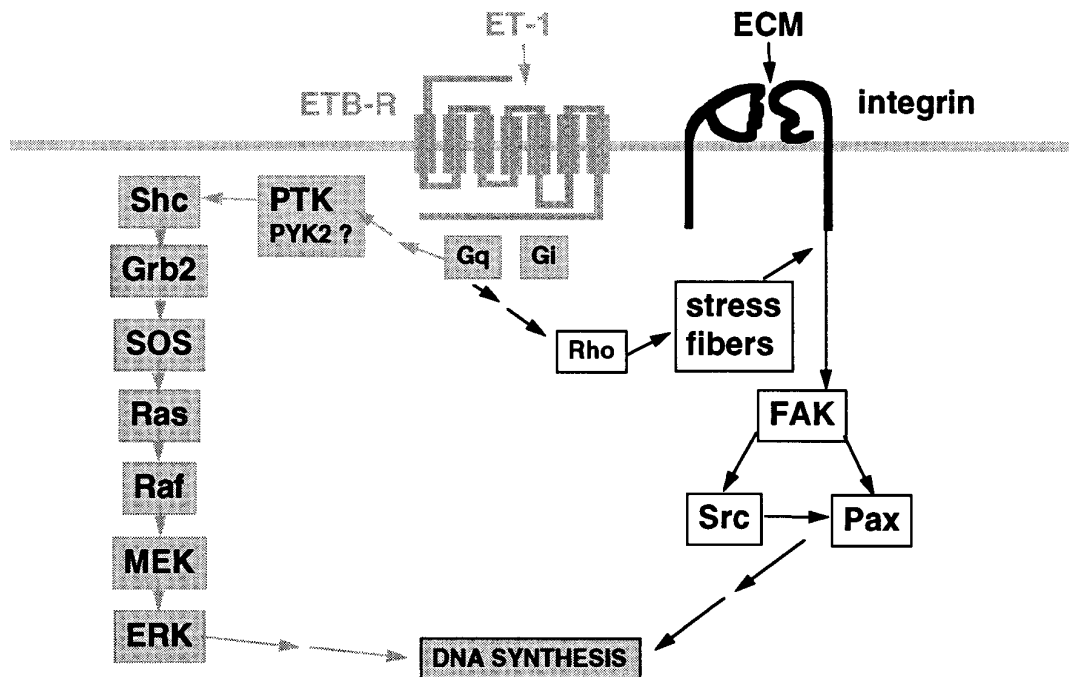 ET-1
ECM
ETB-R
integrin
Shc
PTK
PYK2 ?
Grb2
Gq
Gi
stress
fibers
SOS
Rho
Ras
FAK
Raf
Src
Pax
MEK
ERK
DNA SYNTHESIS